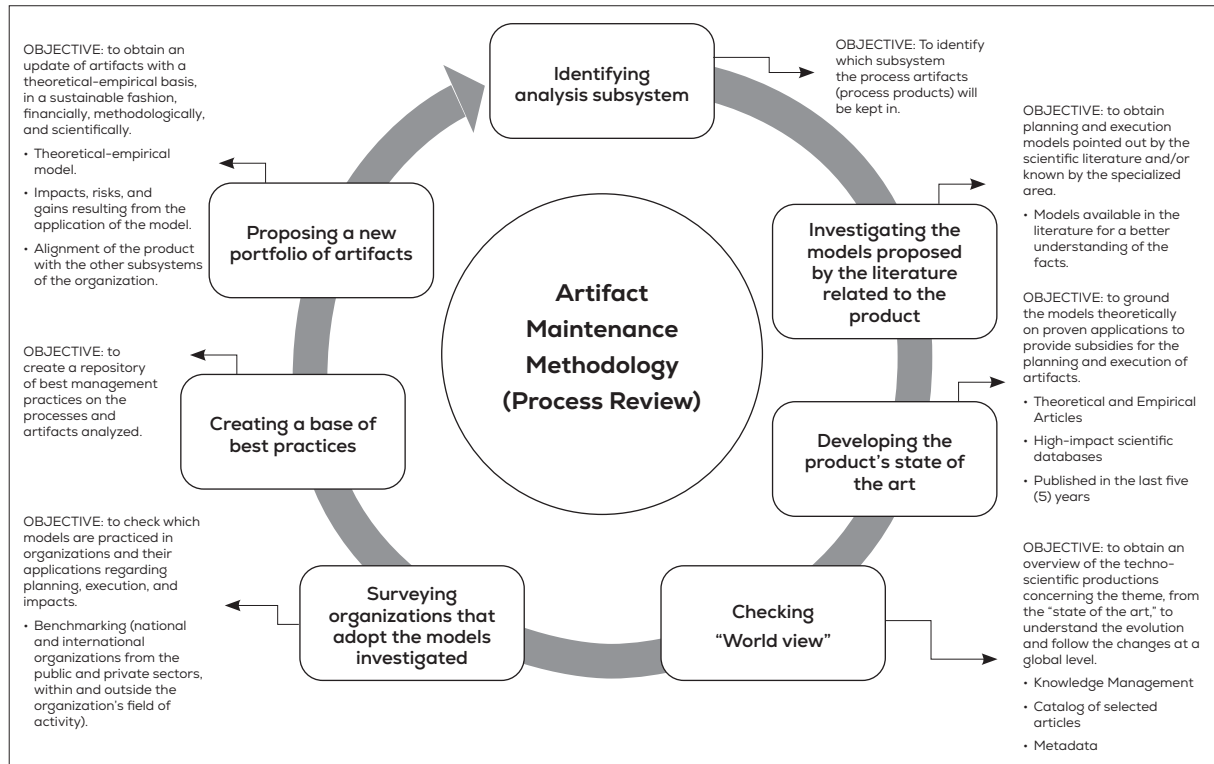 Identifying
analysis subsystem
OBJECTIVE: To identify
which subsystem
the process artifacts
(process products) will
be kept in.
Investigating the
models proposed
by the literature
related to the
product
OBJECTIVE: to obtain
planning and execution
models pointed out by the
scientific literature and/or
known by the specialized
area.
• Models available in the
literature for a better
understanding of the
facts.
Developing the
product’s state of
the art
OBJECTIVE: to ground
the models theoretically
on proven applications to
provide subsidies for the
planning and execution of
artifacts.
• Theoretical and Empirical
Articles
• High-impact scientific
databases
• Published in the last five
(5) years
Checking
“World view”
OBJECTIVE: to obtain an
overview of the techno-
scientific productions
concerning the theme, from
the “state of the art,” to
understand the evolution
and follow the changes at a
global level.
• Knowledge Management
• Catalog of selected
articles
• Metadata
Surveying
organizations that
adopt the models
investigated
OBJECTIVE: to check which
models are practiced in
organizations and their
applications regarding
planning, execution, and
impacts.
• Benchmarking (national
and international
organizations from the
public and private sectors,
within and outside the
organization’s field of
activity).
Creating a base of
best practices
OBJECTIVE: to
create a repository
of best management
practices on the
processes and
artifacts analyzed.
Proposing a new
portfolio of artifacts
OBJECTIVE: to obtain an
update of artifacts with a
theoretical-empirical basis,
in a sustainable fashion,
financially, methodologically,
and scientifically.
• Theoretical-empirical
model.
• Impacts, risks, and
gains resulting from the
application of the model.
• Alignment of the product
with the other subsystems
of the organization.
Artifact
Maintenance
Methodology
(Process Review)